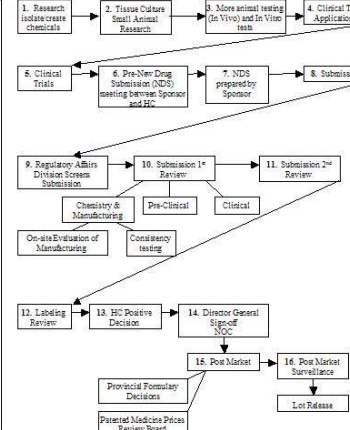 1. Research
isolate/create
chemicals
2. Tissue Culture
Small Animal
Research
3. More animal testing
(In Vivo) and In Vitro
tests
4. Clinical T
Applicatio
5. Clinical
Trials
6. Pre-New Drug
Submission (NDS)
meeting between Sponsor
and HC
7. NDS
prepared by
Sponsor
8. Submiss
9. Regulatory Affairs
Division Screens
Submission
10. Submission 1st
Review
11. Submission 2nd
Review
Chemistry &
Manufacturing
Pre-Clinical
Clinical
On-site Evaluation of
Manufacturing
Consistency
testing
12. Labeling
Review
13. HC Positive
Decision
14. Director General
Sign-off
NOC
15. Post Market
16. Post Market
Surveillance
Provincial Formulary
Decisions
Lot Release
Patented Medicine Prices
Review Board